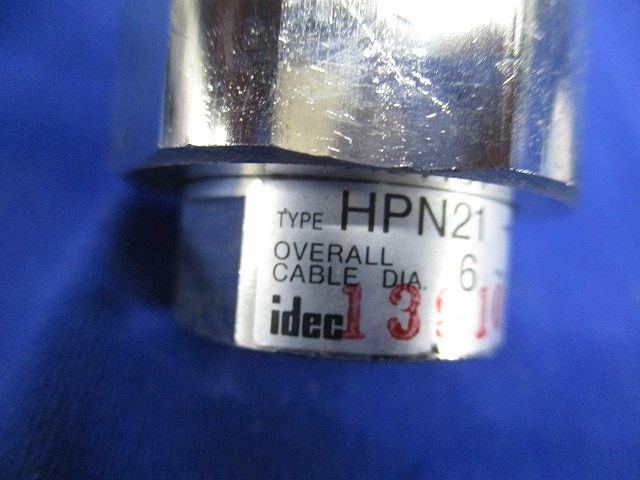 TYPE HPN21 -
OVERALL
CABLE DIA. 6 -
idec 13